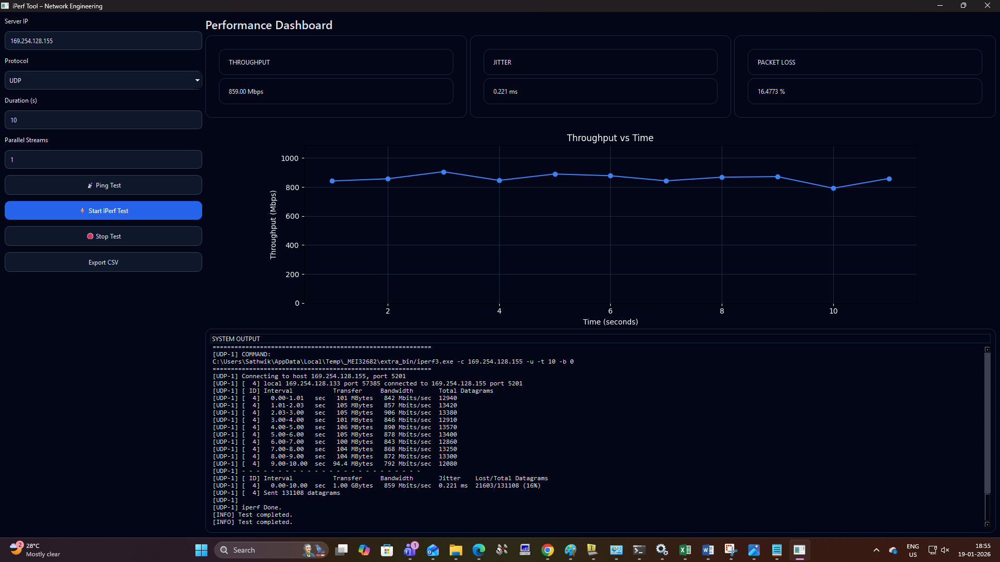 iPerf Tool – Network Engineering
Server IP
169.254.128.155
Protocol
UDP
Duration (s)
10
Parallel Streams
1
Ping Test
Start iPerf Test
Stop Test
Export CSV
Performance Dashboard
THROUGHPUT
859.00 Mbps
JITTER
0.221 ms
PACKET LOSS
16.4773 %
Throughput vs Time
Throughput (Mbps)
1000
800
600
400
200
0
2 4 6 8 10
Time (seconds)
SYSTEM OUTPUT
============================================================
[UDP-1] COMMAND:
C:\Users\Sathwik\AppData\Local\Temp\_MEI32682\extra_bin/iperf3.exe -c 169.254.128.155 -u -t 10 -b 0
============================================================
[UDP-1] Connecting to host 169.254.128.155, port 5201
[UDP-1] [  4] local 169.254.128.133 port 57385 connected to 169.254.128.155 port 5201
[UDP-1] [ ID] Interval           Transfer     Bandwidth       Total Datagrams
[UDP-1] [  4]   0.00-1.01   sec   101 MBytes   842 Mbits/sec  12940
[UDP-1] [  4]   1.01-2.03   sec   105 MBytes   857 Mbits/sec  13420
[UDP-1] [  4]   2.03-3.00   sec   105 MBytes   906 Mbits/sec  13380
[UDP-1] [  4]   3.00-4.00   sec   101 MBytes   846 Mbits/sec  12910
[UDP-1] [  4]   4.00-5.00   sec   106 MBytes   890 Mbits/sec  13570
[UDP-1] [  4]   5.00-6.00   sec   105 MBytes   878 Mbits/sec  13400
[UDP-1] [  4]   6.00-7.00   sec   100 MBytes   843 Mbits/sec  12860
[UDP-1] [  4]   7.00-8.00   sec   104 MBytes   868 Mbits/sec  13250
[UDP-1] [  4]   8.00-9.00   sec   104 MBytes   872 Mbits/sec  13300
[UDP-1] [  4]   9.00-10.00  sec  94.4 MBytes   792 Mbits/sec  12080
[UDP-1] - - - - - - - - - - - - - - - - - - - - - - - - -
[UDP-1] [ ID] Interval           Transfer     Bandwidth       Jitter    Lost/Total Datagrams
[UDP-1] [  4]   0.00-10.00  sec  1.00 GBytes   859 Mbits/sec  0.221 ms  21603/131108 (16%)
[UDP-1] [  4] Sent 131108 datagrams
[UDP-1]
[UDP-1] iperf Done.
[INFO] Test completed.
[INFO] Test completed.
2
28°C
Mostly clear
Search
1
ENG
US
18:55
19-01-2026